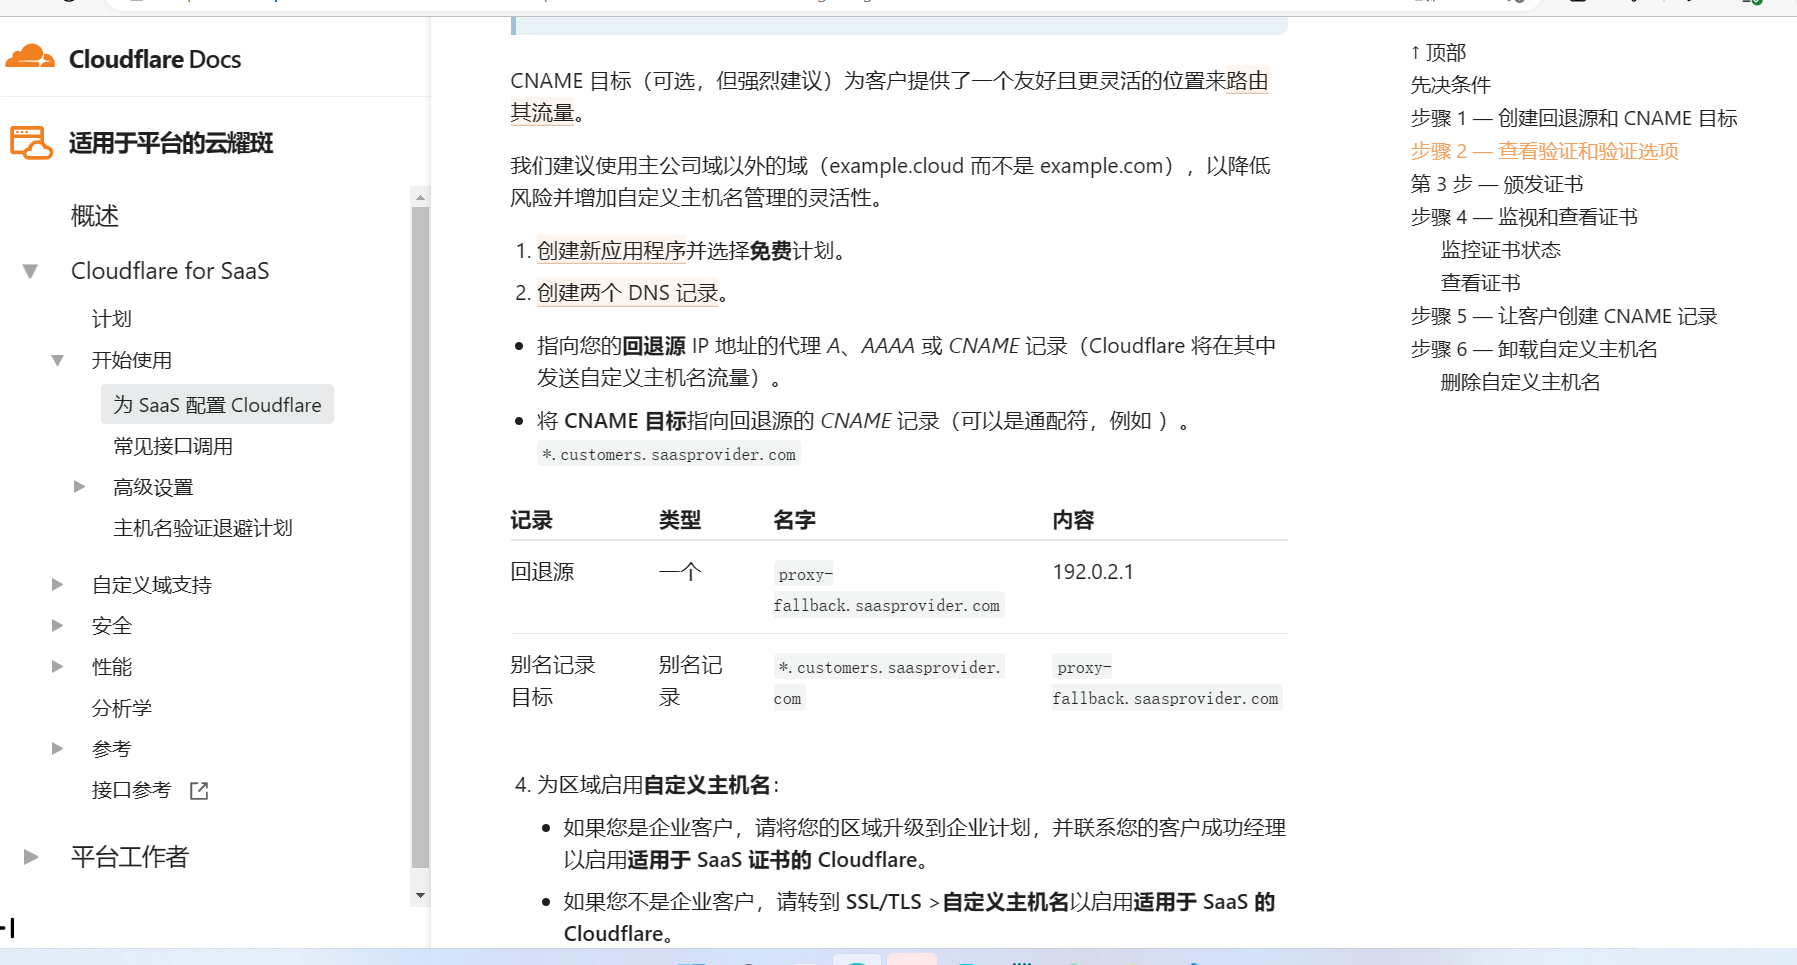 Cloudflare Docs
适用于平台的云耀斑
概述
Cloudflare for SaaS
计划
开始使用
为 SaaS 配置 Cloudflare
常见接口调用
高级设置
主机名验证退避计划
自定义域支持
安全
性能
分析学
参考
接口参考
平台工作者
CNAME 目标（可选，但强烈建议）为客户提供了一个友好且更灵活的位置来路由
其流量。
我们建议使用主公司域以外的域（example.cloud 而不是 example.com），以降低
风险并增加自定义主机名管理的灵活性。
1. 创建新应用程序并选择免费计划。
2. 创建两个 DNS 记录。
• 指向您的回退源 IP 地址的代理 A、AAAA 或 CNAME 记录（Cloudflare 将在其中
发送自定义主机名流量）。
• 将 CNAME 目标指向回退源的 CNAME 记录（可以是通配符，例如 ）。
*.customers.saasprovider.com
记录 类型 名字 内容
回退源 一个 proxy- 192.0.2.1
fallback.saasprovider.com
别名记录 别名记 *.customers.saasprovider. proxy-
目标 录 com fallback.saasprovider.com
4. 为区域启用自定义主机名：
• 如果您是企业客户，请将您的区域升级到企业计划，并联系您的客户成功经理
以启用适用于 SaaS 证书的 Cloudflare。
• 如果您不是企业客户，请转到 SSL/TLS >自定义主机名以启用适用于 SaaS 的
Cloudflare。
↑ 顶部
先决条件
步骤 1 — 创建回退源和 CNAME 目标
步骤 2 — 查看验证和验证选项
第 3 步 — 颁发证书
步骤 4 — 监视和查看证书
监控证书状态
查看证书
步骤 5 — 让客户创建 CNAME 记录
步骤 6 — 卸载自定义主机名
删除自定义主机名